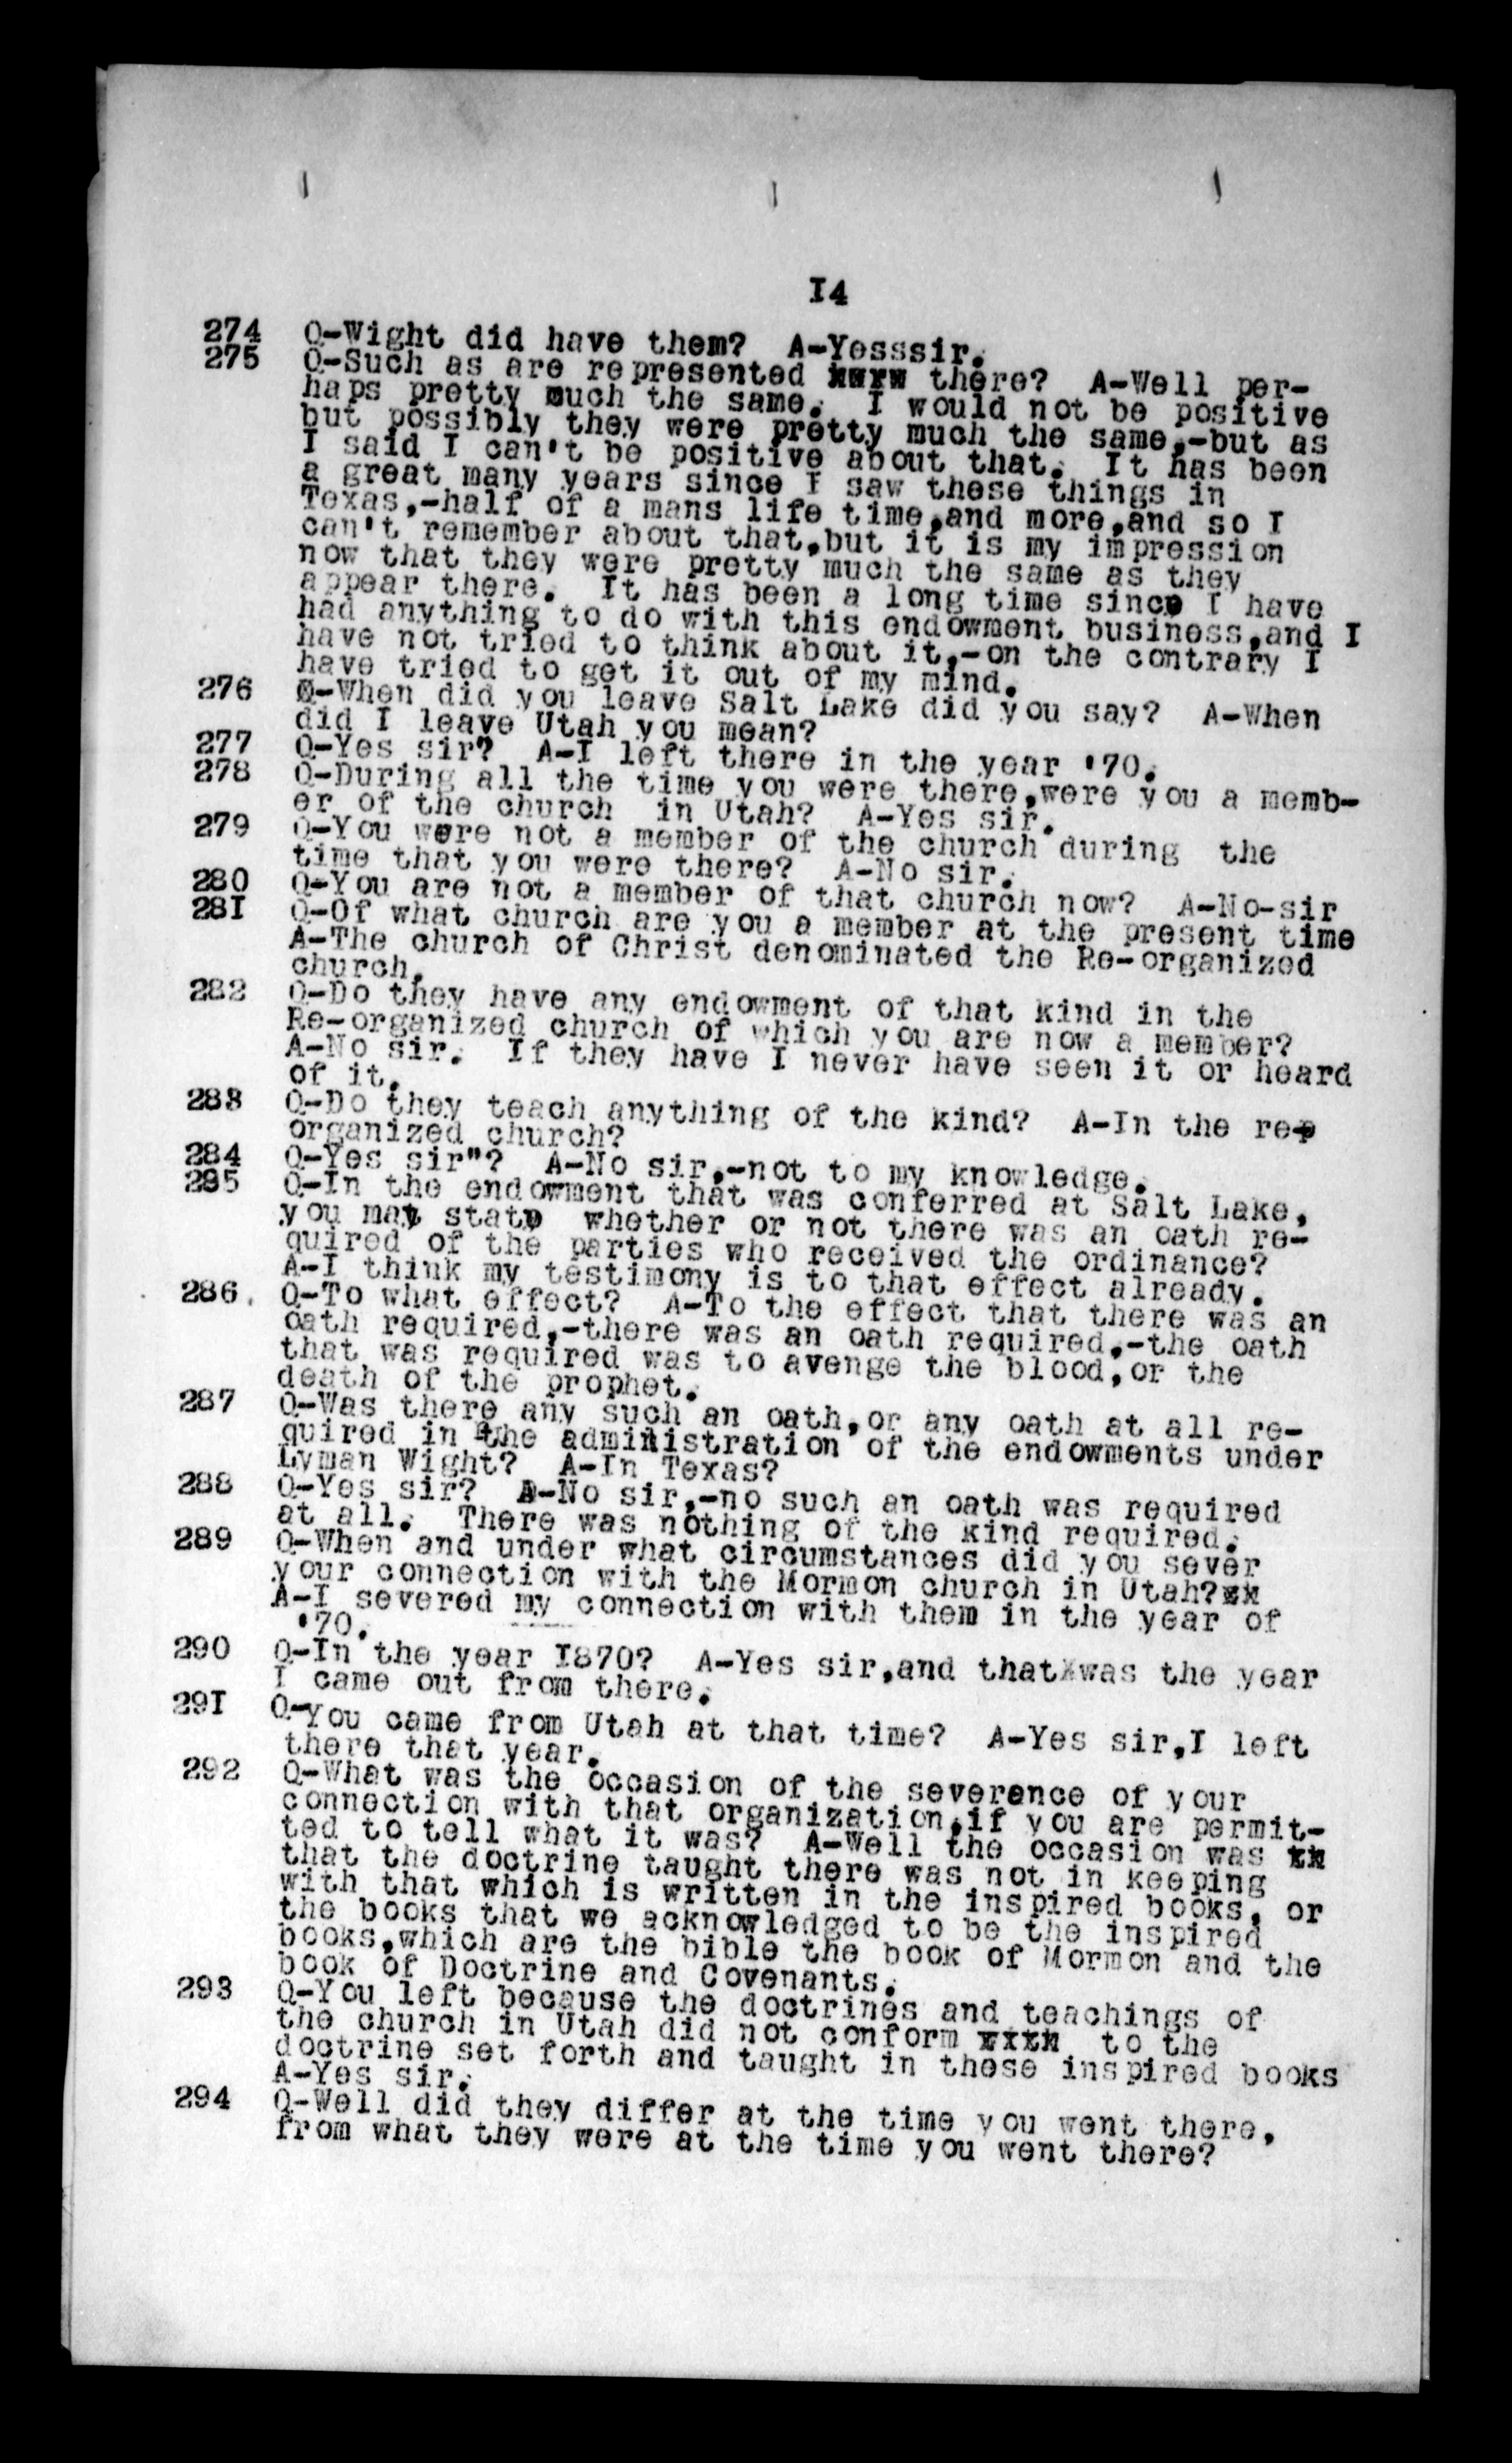 I4
274 Q-Wight did have them? A-Yesssir.
275 Q-Such as are represented there? A-Well per-
haps pretty much the same. I would not be positive
but possibly they were pretty much the same,-but as
I said I can't be positive about that. It has been
a great many years since I saw these things in
Texas,-half of a mans life time,and more,and so I
can't remember about that,but it is my impression
now that they were pretty much the same as they
appear there. It has been a long time since I have
had anything to do with this endowment business,and I
have not tried to think about it,-on the contrary I
have tried to get it out of my mind.
276 Q-When did you leave Salt Lake did you say? A-When
did I leave Utah you mean?
277 Q-Yes sir? A-I left there in the year '70.
278 Q-During all the time you were there,were you a memb-
er of the church in Utah? A-Yes sir.
279 Q-You were not a member of the church during the
time that you were there? A-No sir.
280 Q-You are not a member of that church now? A-No-sir
28I Q-Of what church are you a member at the present time
A-The church of Christ denominated the Re-organized
church.
282 Q-Do they have any endowment of that kind in the
Re-organized church of which you are now a member?
A-No sir. If they have I never have seen it or heard
of it.
283 Q-Do they teach anything of the kind? A-In the re-
organized church?
284 Q-Yes sir"? A-No sir,-not to my knowledge.
285 Q-In the endowment that was conferred at Salt Lake,
you may state whether or not there was an oath re-
quired of the parties who received the ordinance?
A-I think my testimony is to that effect already.
286. Q-To what effect? A-To the effect that there was an
oath required,-there was an oath required,-the oath
that was required was to avenge the blood,or the
death of the prophet.
287 Q-Was there any such an oath,or any oath at all re-
quired in the administration of the endowments under
Lyman Wight? A-In Texas?
288 Q-Yes sir? A-No sir,-no such an oath was required
at all. There was nothing of the kind required.
289 Q-When and under what circumstances did you sever
your connection with the Mormon church in Utah?xx
A-I severed my connection with them in the year of
'70.
290 Q-In the year I870? A-Yes sir,and thatxwas the year
I came out from there.
29I Q-You came from Utah at that time? A-Yes sir,I left
there that year.
292 Q-What was the occasion of the severence of your
connection with that organization,if you are permit-
ted to tell what it was? A-Well the occasion was
that the doctrine taught there was not in keeping
with that which is written in the inspired books, or
the books that we acknowledged to be the inspired
books,which are the bible the book of Mormon and the
book of Doctrine and Covenants.
293 Q-You left because the doctrines and teachings of
the church in Utah did not conform to the
doctrine set forth and taught in these inspired books
A-Yes sir.
294 Q-Well did they differ at the time you went there,
from what they were at the time you went there?